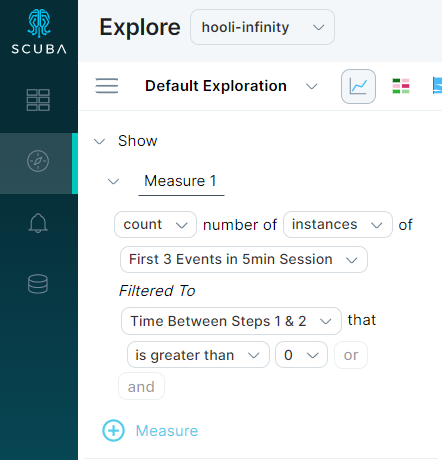 SCUBA
Explore hooli-infinity
Default Exploration
Show
Measure 1
count number of instances of
First 3 Events in 5min Session
Filtered To
Time Between Steps 1 & 2 that
is greater than 0 or
and
Measure